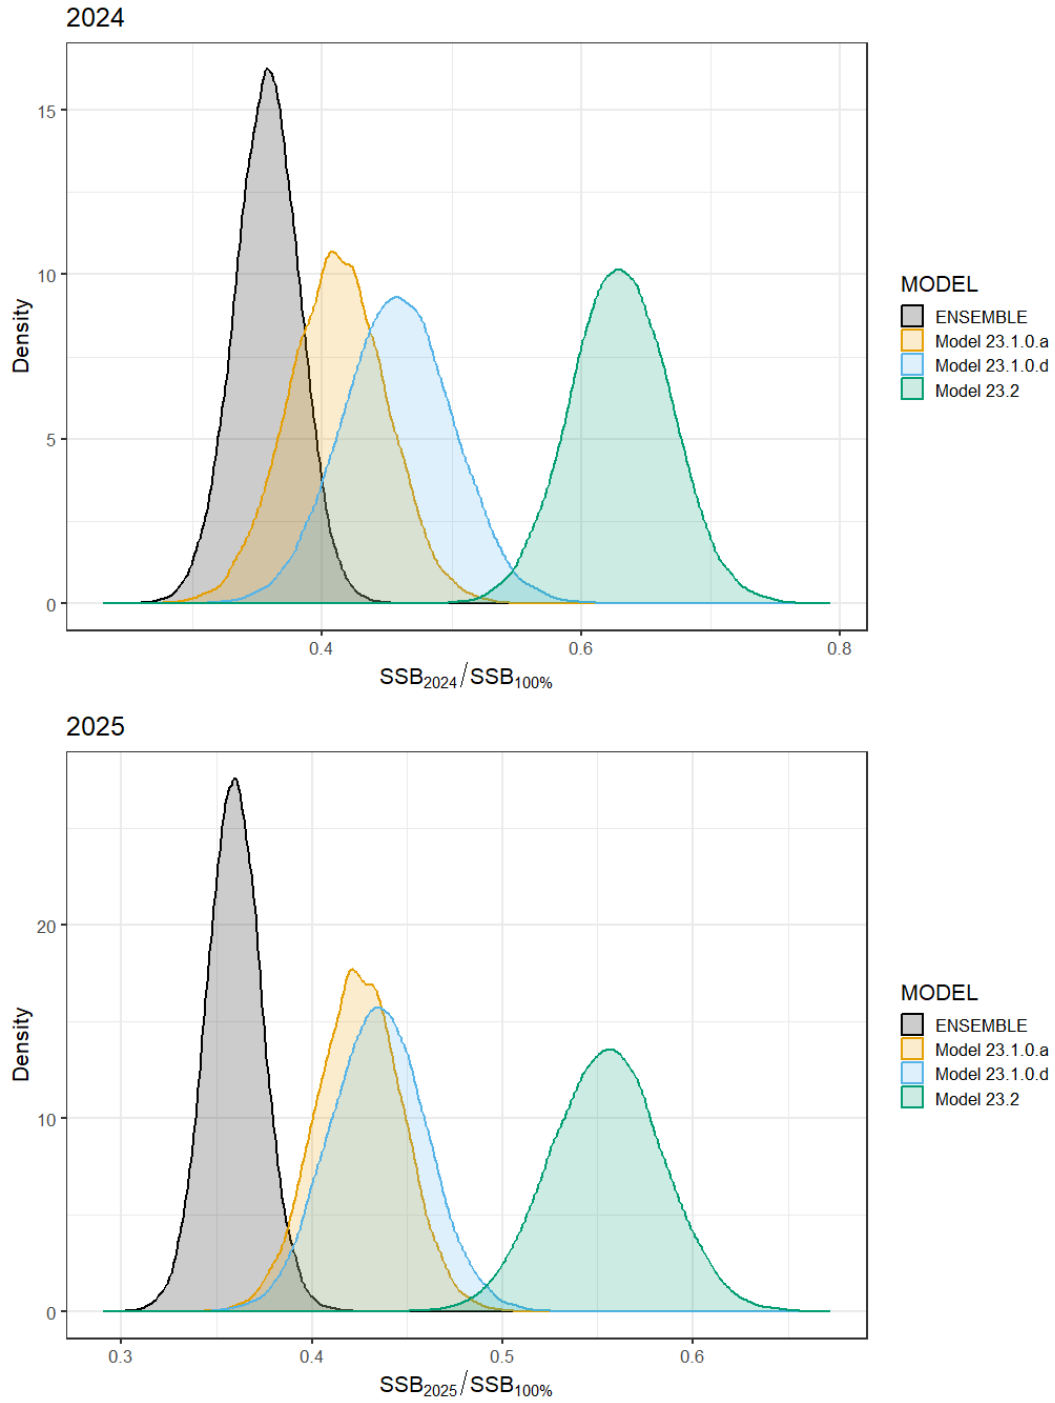 2024
15
10
5
0
Density
0.4 0.6 0.8
SSB2024/SSB100%
MODEL
ENSEMBLE
Model 23.1.0.a
Model 23.1.0.d
Model 23.2
2025
20
10
0
Density
0.3 0.4 0.5 0.6
SSB2025/SSB100%
MODEL
ENSEMBLE
Model 23.1.0.a
Model 23.1.0.d
Model 23.2